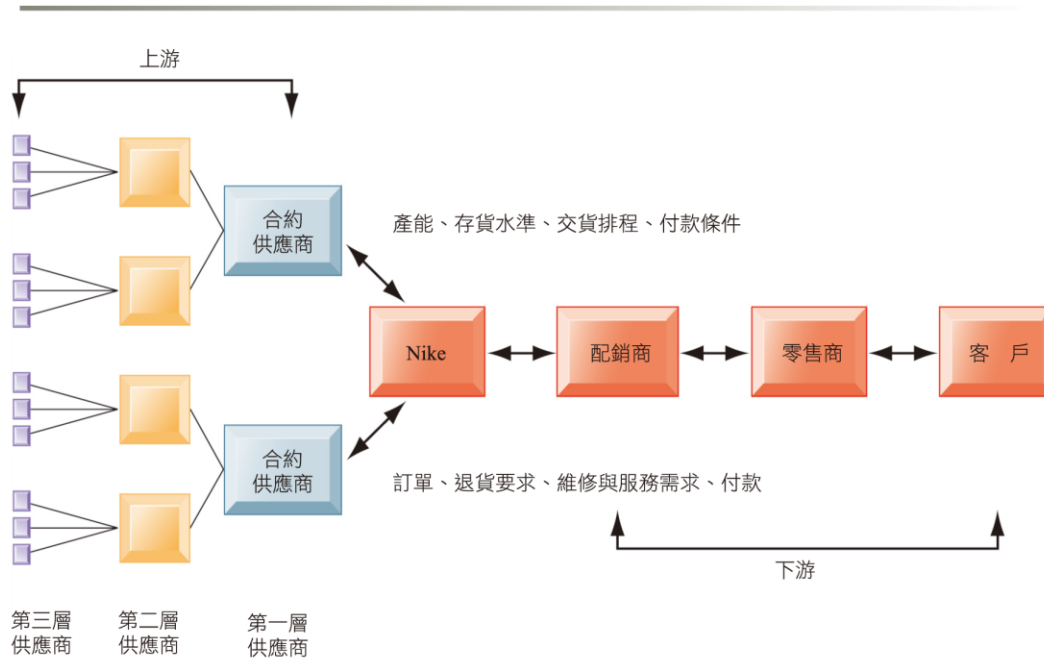 上游
合約
供應商
產能、存貨水準、交貨排程、付款條件
Nike
配銷商
零售商
客 戶
合約
供應商
訂單、退貨要求、維修與服務需求、付款
下游
第三層
供應商
第二層
供應商
第一層
供應商